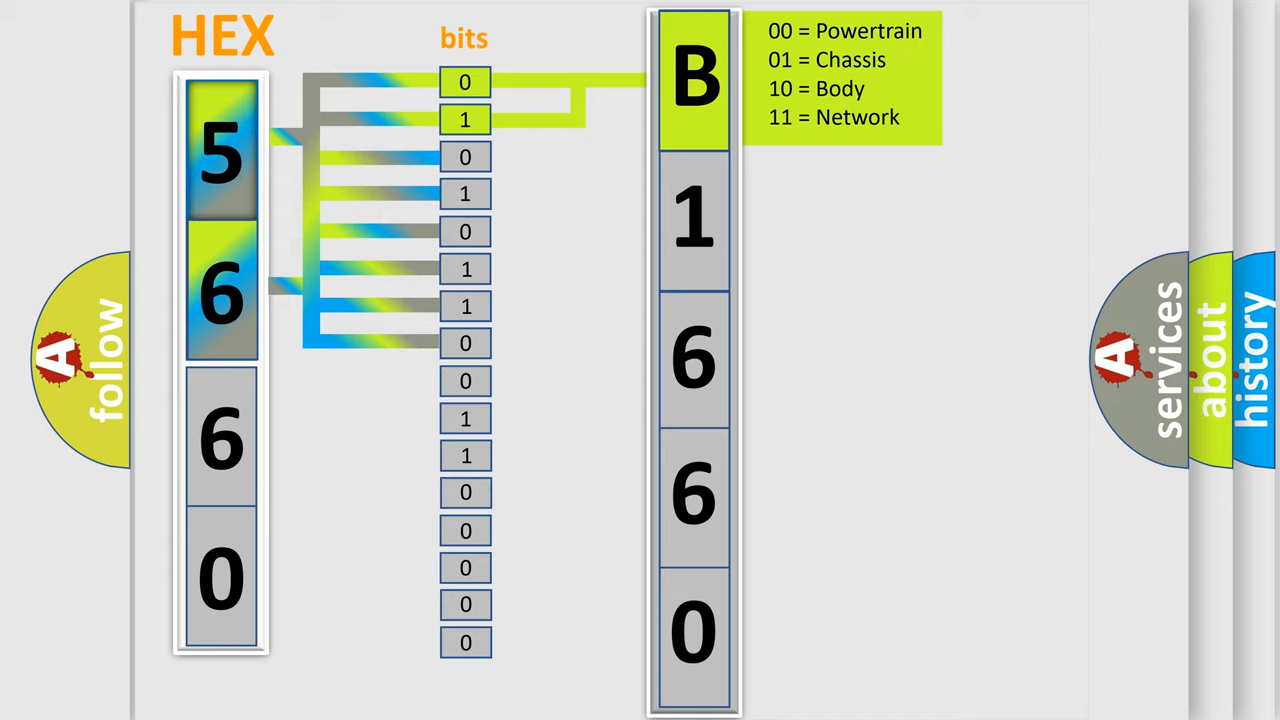 HEX
bits
5
6
6
0
0
1
0
1
0
1
1
0
0
1
1
0
0
0
0
0
B
1
6
6
0
00 = Powertrain
01 = Chassis
10 = Body
11 = Network
A
follow
A
services
about
history